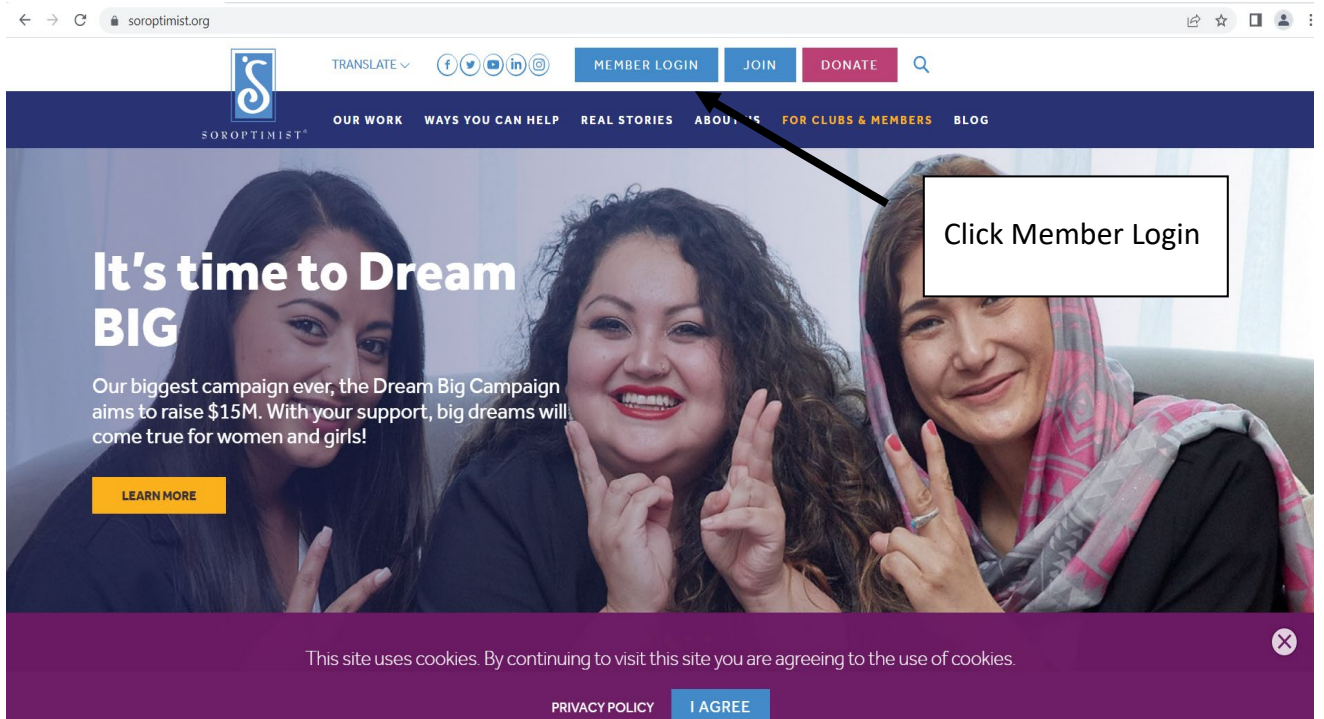 soroptimist.org
TRANSLATE
MEMBER LOGIN
JOIN
DONATE
SOROPTIMIST®
OUR WORK
WAYS YOU CAN HELP
REAL STORIES
ABOUT US
FOR CLUBS & MEMBERS
BLOG
Click Member Login
It's time to Dream
BIG
Our biggest campaign ever, the Dream Big Campaign
aims to raise $15M. With your support, big dreams will
come true for women and girls!
LEARN MORE
This site uses cookies. By continuing to visit this site you are agreeing to the use of cookies.
PRIVACY POLICY
I AGREE